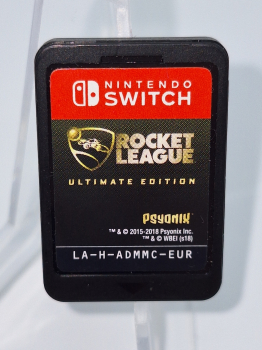 NINTENDO
SWITCH
ROCKET
LEAGUE
ULTIMATE EDITION
PSYONIX
™ & © 2015-2018 Psyonix Inc.
™ & © WBEI (s18)
LA-H-ADMMC-EUR